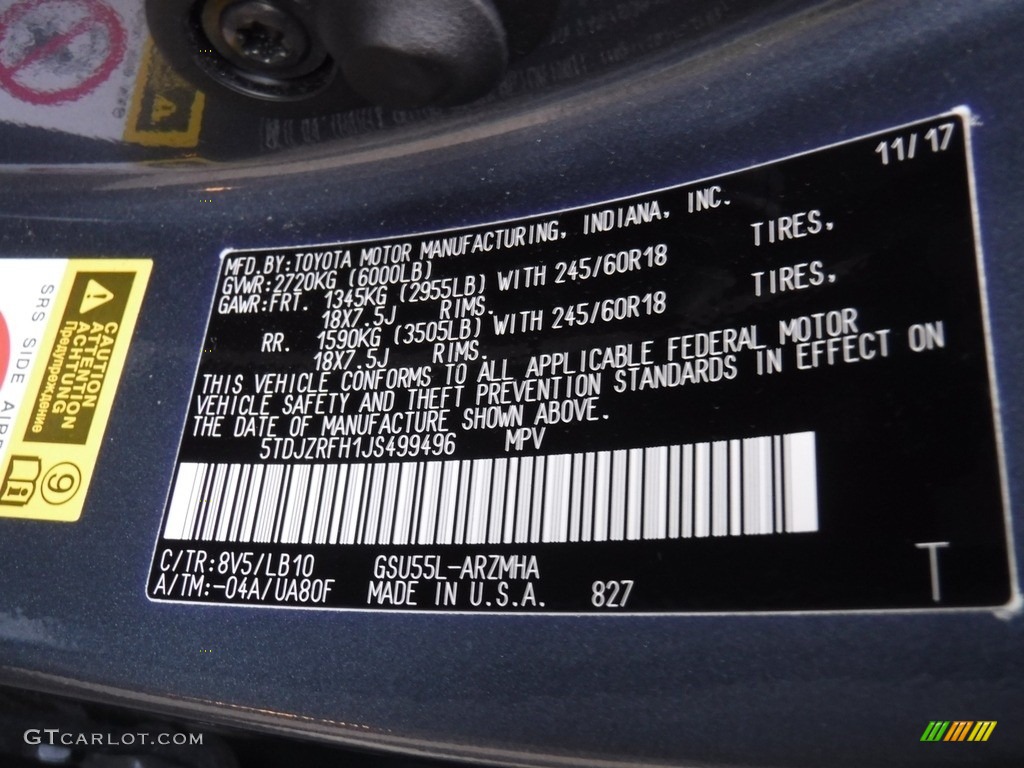 11/17
MFD.BY:TOYOTA MOTOR MANUFACTURING, INDIANA, INC.
GVWR:2720KG (6000LB)
GAWR:FRT. 1345KG (2955LB) WITH 245/60R18 TIRES,
18X7.5J RIMS.
RR. 1590KG (3505LB) WITH 245/60R18 TIRES,
18X7.5J RIMS.
THIS VEHICLE CONFORMS TO ALL APPLICABLE FEDERAL MOTOR
VEHICLE SAFETY AND THEFT PREVENTION STANDARDS IN EFFECT ON
THE DATE OF MANUFACTURE SHOWN ABOVE.
5TDJZRFH1JS499496 MPV
C/TR:8V5/LB10 GSU55L-ARZMHA
A/TM:-04A/UA80F MADE IN U.S.A. 827
T
CAUTION
ATTENTION
ACHTUNG
Предупреждение
SRS SIDE
9
GTCARLOT.COM